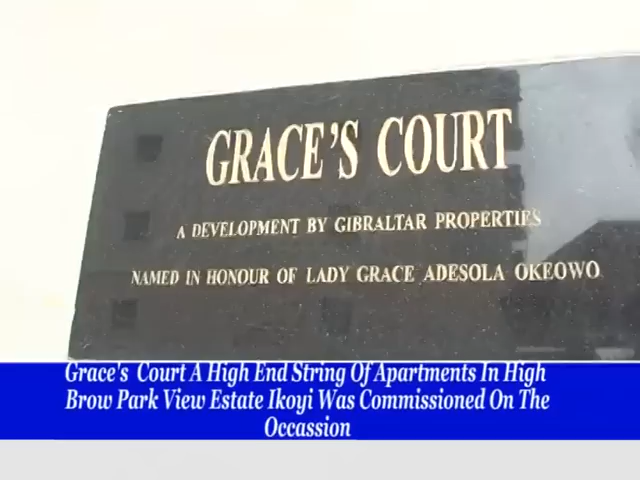 GRACE'S COURT
A DEVELOPMENT BY GIBRALTAR PROPERTIES
NAMED IN HONOUR OF LADY GRACE ADESOLA OKEOWO
Grace's Court A High End String Of Apartments In High
Brow Park View Estate Ikoyi Was Commissioned On The
Occassion